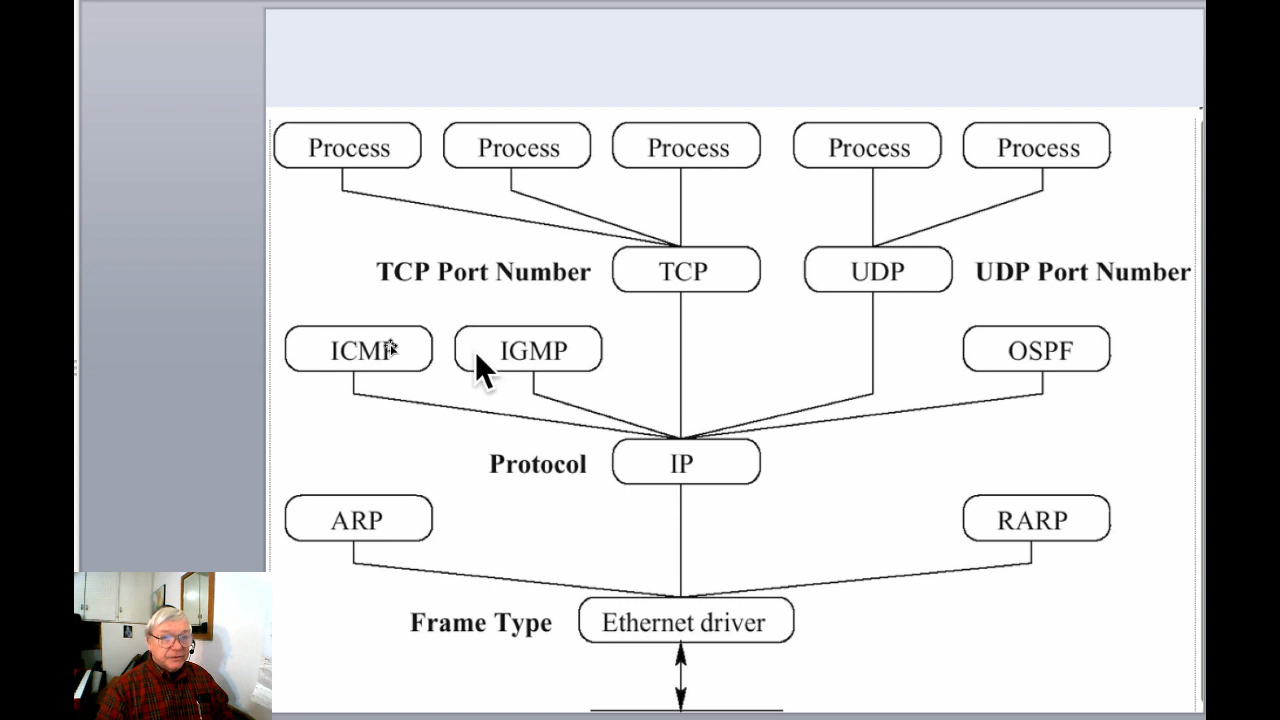 Process Process Process Process Process
TCP Port Number TCP UDP UDP Port Number
ICMP IGMP OSPF
Protocol IP
ARP RARP
Frame Type Ethernet driver